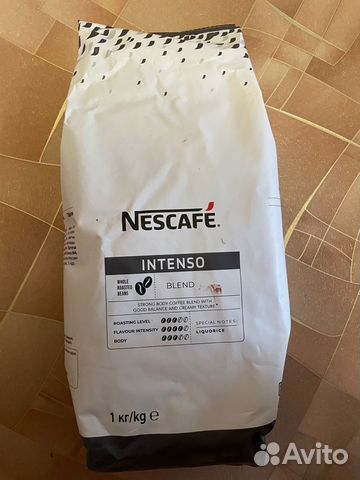 NESCAFÉ.
INTENSO
WHOLE
ROASTED
BEANS
BLEND
STRONG BODY COFFEE BLEND WITH
GOOD BALANCE AND CREAMY TEXTURE
ROASTING LEVEL
FLAVOUR INTENSITY
BODY
SPECIAL NOTES:
LIQUORICE
1 кг/kg ℮
Avito